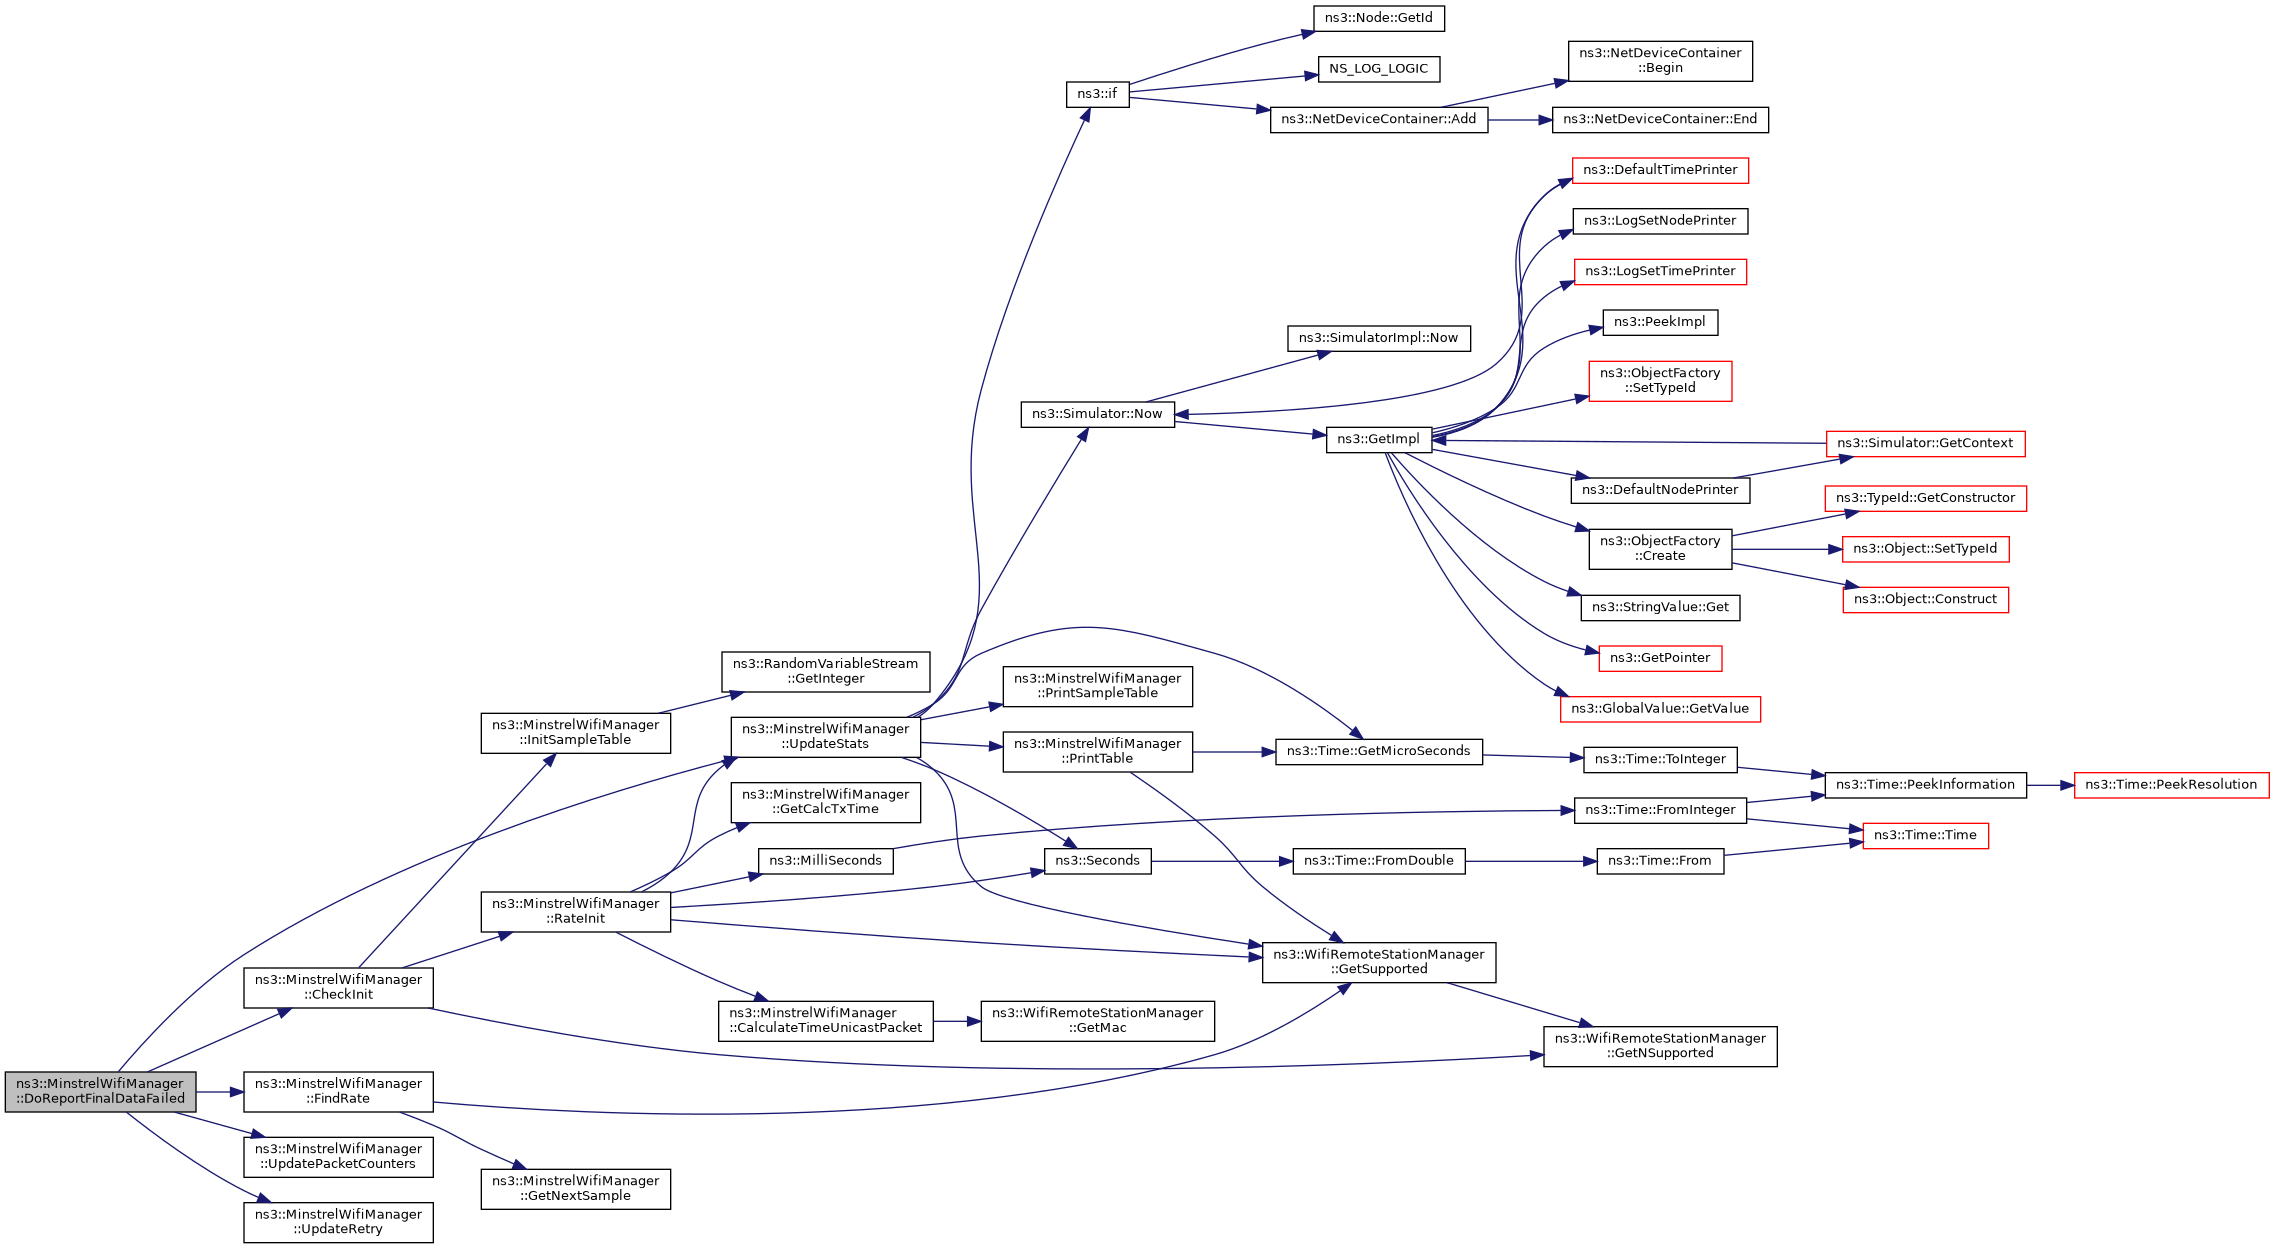 ns3::MinstrelWifiManager
::DoReportFinalDataFailed
ns3::MinstrelWifiManager
::CheckInit
ns3::MinstrelWifiManager
::FindRate
ns3::MinstrelWifiManager
::UpdatePacketCounters
ns3::MinstrelWifiManager
::UpdateRetry
ns3::MinstrelWifiManager
::InitSampleTable
ns3::MinstrelWifiManager
::RateInit
ns3::MinstrelWifiManager
::GetNextSample
ns3::RandomVariableStream
::GetInteger
ns3::MinstrelWifiManager
::UpdateStats
ns3::MinstrelWifiManager
::GetCalcTxTime
ns3::MilliSeconds
ns3::MinstrelWifiManager
::CalculateTimeUnicastPacket
ns3::if
ns3::Simulator::Now
ns3::MinstrelWifiManager
::PrintSampleTable
ns3::MinstrelWifiManager
::PrintTable
ns3::Seconds
ns3::WifiRemoteStationManager
::GetMac
ns3::Node::GetId
NS_LOG_LOGIC
ns3::NetDeviceContainer::Add
ns3::SimulatorImpl::Now
ns3::GetImpl
ns3::Time::GetMicroSeconds
ns3::Time::FromDouble
ns3::WifiRemoteStationManager
::GetSupported
ns3::NetDeviceContainer
::Begin
ns3::NetDeviceContainer::End
ns3::DefaultTimePrinter
ns3::LogSetNodePrinter
ns3::LogSetTimePrinter
ns3::PeekImpl
ns3::ObjectFactory
::SetTypeId
ns3::DefaultNodePrinter
ns3::ObjectFactory
::Create
ns3::StringValue::Get
ns3::GetPointer
ns3::GlobalValue::GetValue
ns3::Time::ToInteger
ns3::Time::FromInteger
ns3::Time::From
ns3::WifiRemoteStationManager
::GetNSupported
ns3::Simulator::GetContext
ns3::TypeId::GetConstructor
ns3::Object::SetTypeId
ns3::Object::Construct
ns3::Time::PeekInformation
ns3::Time::Time
ns3::Time::PeekResolution